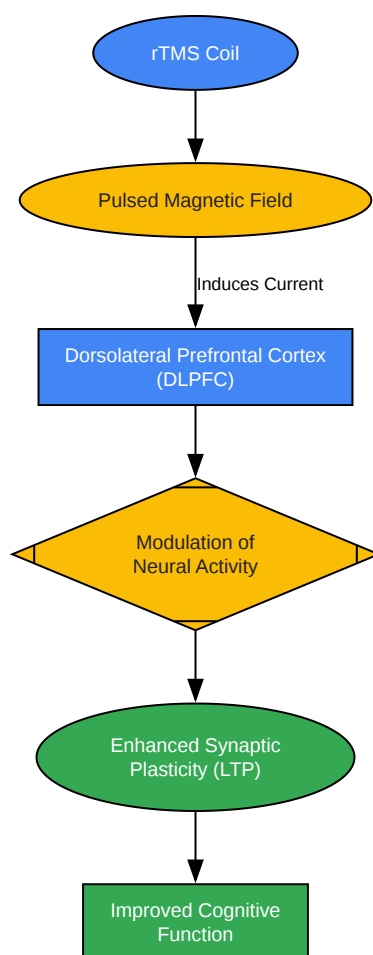 rTMS Coil
Pulsed Magnetic Field
Induces Current
Dorsolateral Prefrontal Cortex
(DLPFC)
Modulation of
Neural Activity
Enhanced Synaptic
Plasticity (LTP)
Improved Cognitive
Function